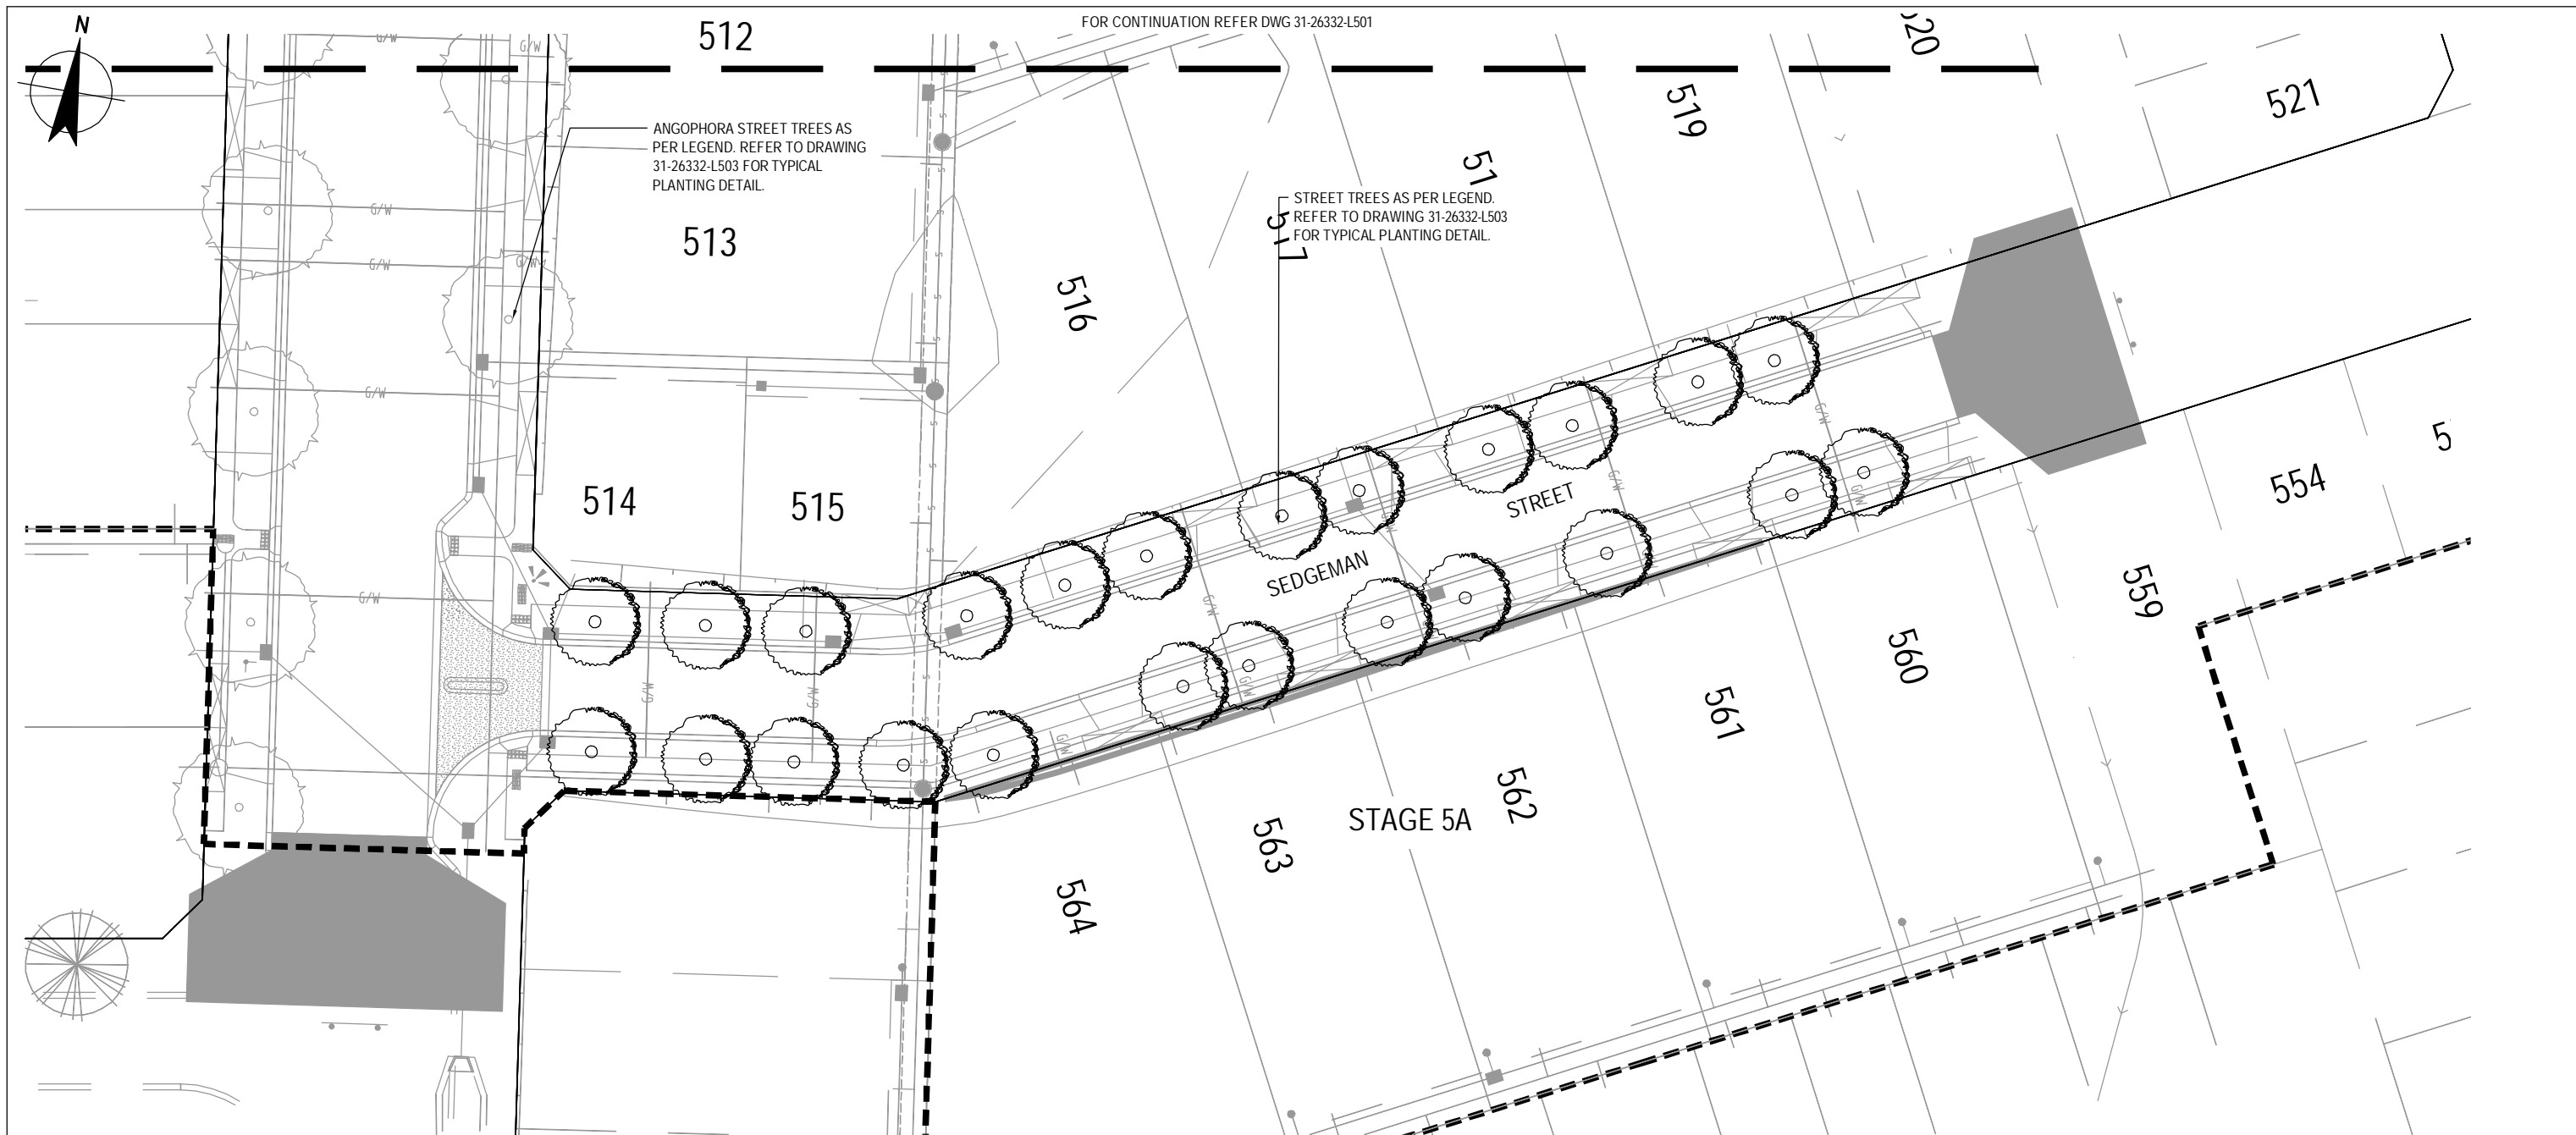 FOR CONTINUATION REFER DWG 31-26332-L501
N
512
520
G/W
G/W
521
519
ANGOPHORA STREET TREES AS
PER LEGEND. REFER TO DRAWING
31-26332-L503 FOR TYPICAL
PLANTING DETAIL.
51
STREET TREES AS PER LEGEND.
REFER TO DRAWING 31-26332-L503
FOR TYPICAL PLANTING DETAIL.
517
G/W
513
G/W
G/W
516
G/W
G/W
5
554
514
515
G/W
G/W
STREET
G/W
SEDGEMAN
559
G/W
G/W
560
G/W
G/W
G/W
561
G/W
562
STAGE 5A
563
564